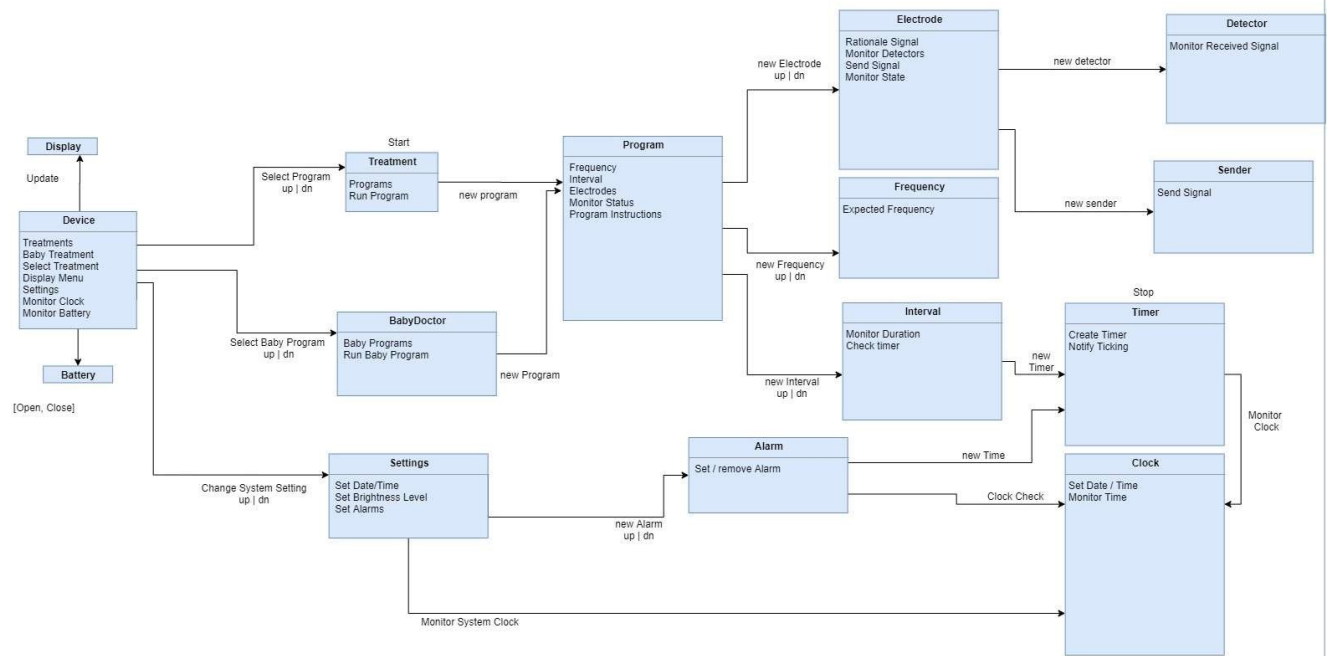 Display
Update
Device
Treatments
Baby Treatment
Select Treatment
Display Menu
Settings
Monitor Clock
Monitor Battery
Battery
[Open, Close]
Select Program
up | dn
Start
Treatment
Programs
Run Program
new program
Select Baby Program
up | dn
BabyDoctor
Baby Programs
Run Baby Program
new Program
Change System Setting
up | dn
Settings
Set Date/Time
Set Brightness Level
Set Alarms
Monitor System Clock
Program
Frequency
Interval
Electrodes
Monitor Status
Program Instructions
new Electrode
up | dn
new Frequency
up | dn
new Interval
up | dn
new Alarm
up | dn
Electrode
Rationale Signal
Monitor Detectors
Send Signal
Monitor State
new detector
Detector
Monitor Received Signal
new sender
Sender
Send Signal
Frequency
Expected Frequency
Interval
Monitor Duration
Check timer
new
Timer
Stop
Timer
Create Timer
Notify Ticking
Monitor
Clock
Alarm
Set / remove Alarm
new Time
Clock Check
Clock
Set Date / Time
Monitor Time